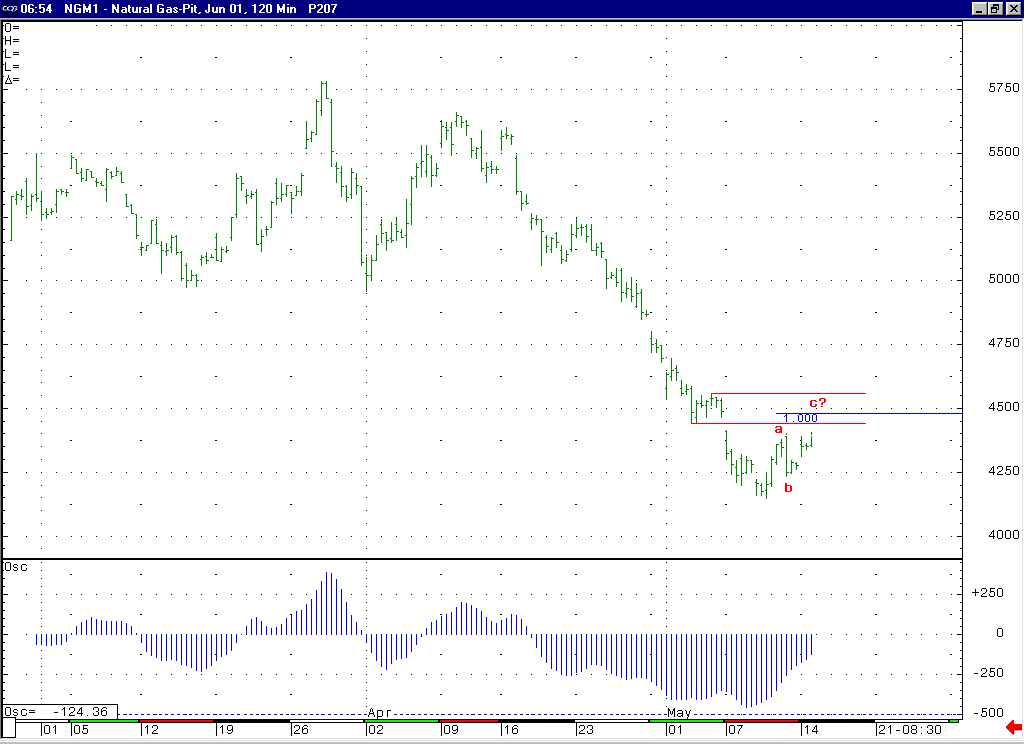 CQG 06:54 NGM1 - Natural Gas-Pit, Jun 01, 120 Min P207
O=
H=
L=
L=
Δ=
5750
5500
5250
5000
4750
4500
4250
4000
c?
1.000
a
b
Osc
+250
0
-250
-500
Osc= -124.36
Apr
May
01 05 12 19 26 02 09 16 23 01 07 14 21-08:30